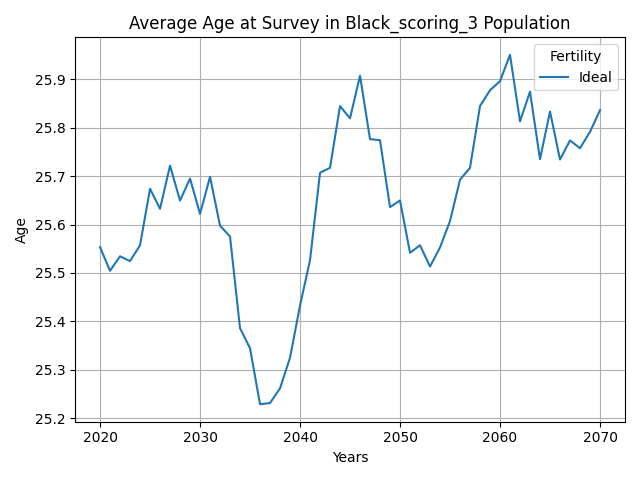 Average Age at Survey in Black_scoring_3 Population
Fertility
Ideal
Age
25.9
25.8
25.7
25.6
25.5
25.4
25.3
25.2
2020 2030 2040 2050 2060 2070
Years